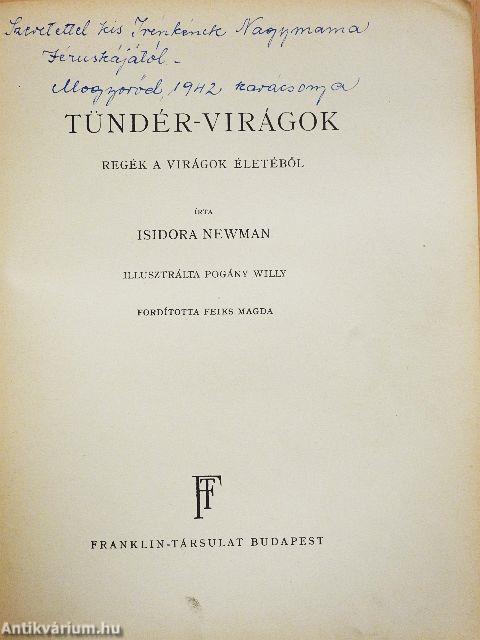 Szeretettel kis Irénkének Nagymama
Féruskájától -
Mogyoród, 1942 karácsonya
TÜNDÉR-VIRÁGOK
REGÉK A VIRÁGOK ÉLETÉBŐL
ÍRTA
ISIDORA NEWMAN
ILLUSZTRÁLTA POGÁNY WILLY
FORDÍTOTTA FEIKS MAGDA
FT
FRANKLIN-TÁRSULAT BUDAPEST
Antikvárium.hu